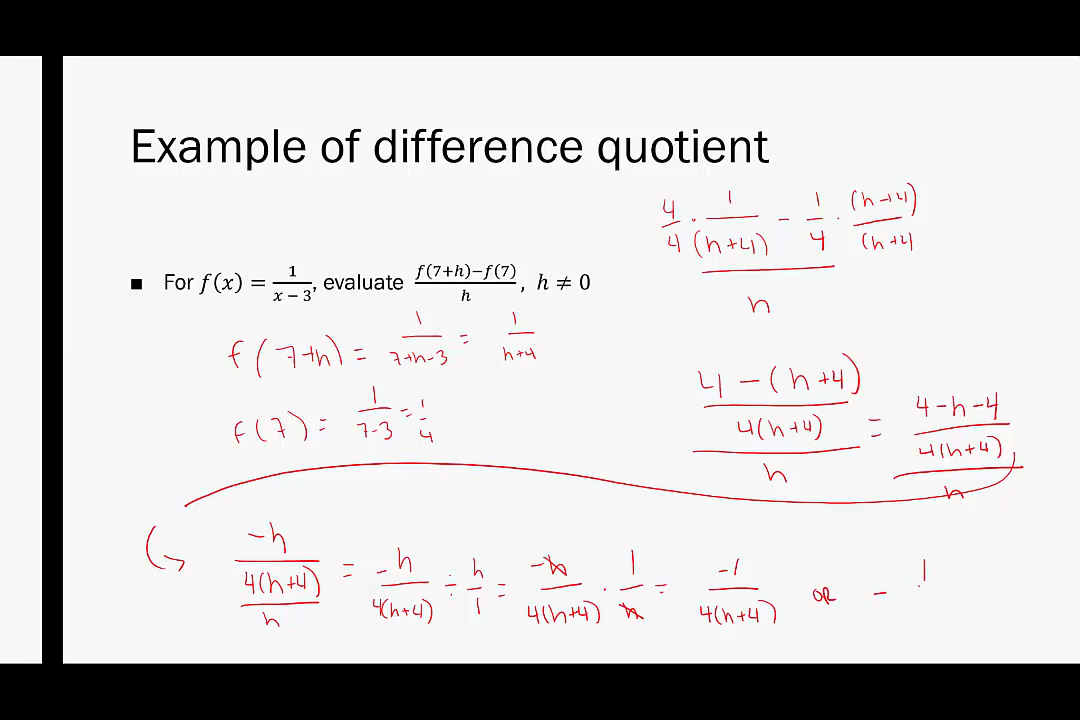 Example of difference quotient
4/4 · 1/(h+4) - 1/4 · (h+4)/(h+4)
h
■ For f(x) = 1/(x − 3), evaluate (f(7+h)−f(7))/h, h ≠ 0
f(7+h) = 1/(7+h-3) = 1/(h+4)
f(7) = 1/(7-3) = 1/4
((4-(h+4))/(4(h+4)))/h = ((4-h-4)/(4(h+4)))/h
(-h/(4(h+4)))/h = -h/(4(h+4)) ÷ h/1 = -h/(4(h+4)) · 1/h = -1/(4(h+4)) OR - 1